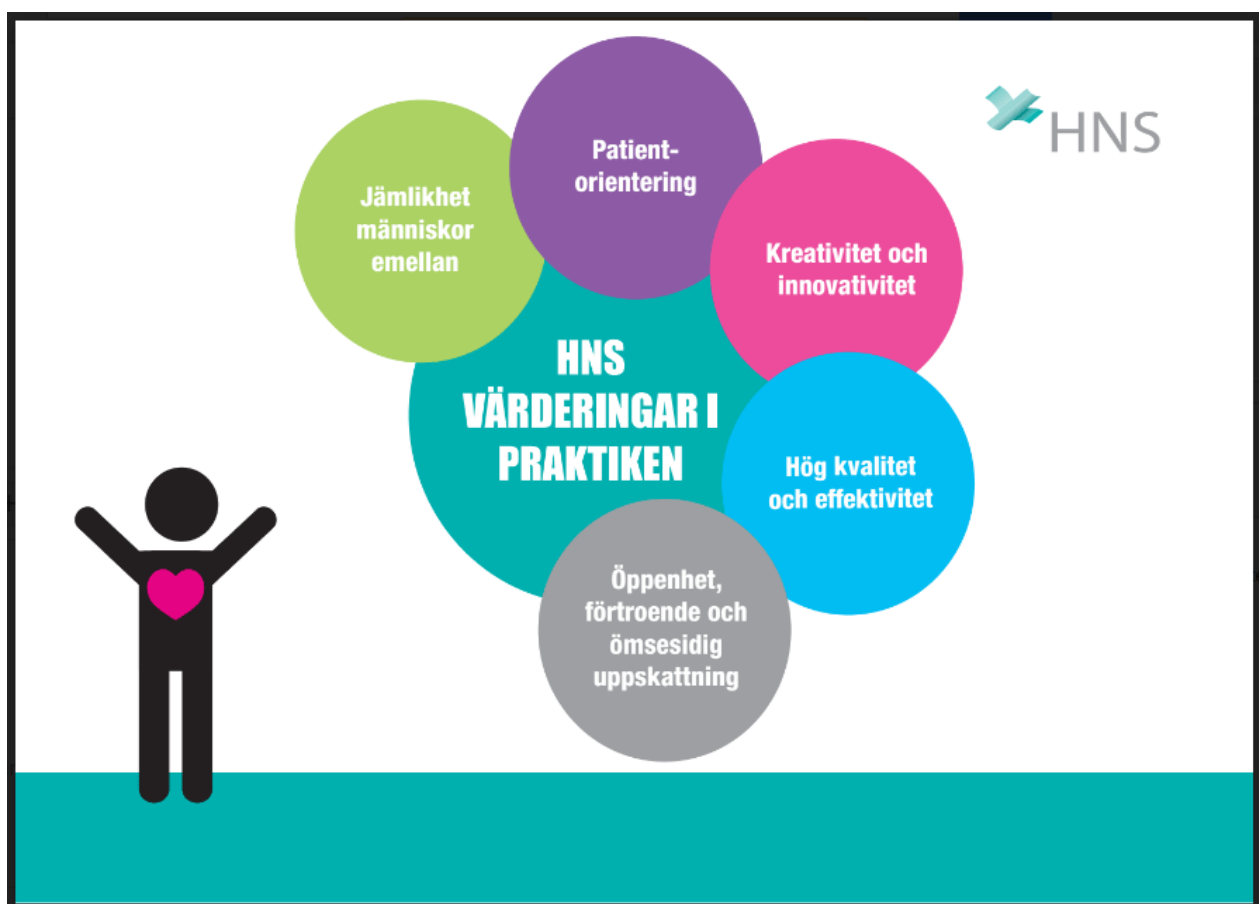 HNS
Patient-
orientering
Jämlikhet
människor
emellan
Kreativitet och
innovativitet
HNS
VÄRDERINGAR I
PRAKTIKEN
Hög kvalitet
och effektivitet
Öppenhet,
förtroende och
ömsesidig
uppskattning